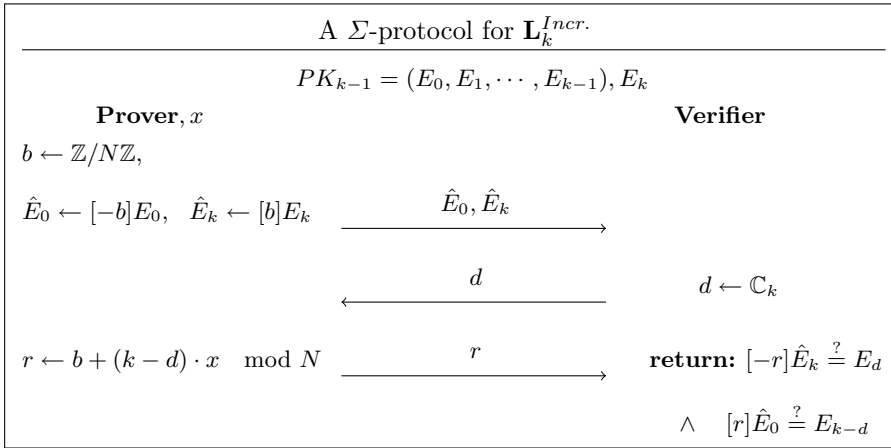 A Σ-protocol for 𝐋ₖ^{Incr.}
PK_{k−1} = (E_0, E_1, ⋯ , E_{k−1}), E_k
Prover, x Verifier
b ← ℤ/Nℤ,
Ê_0 ← [−b]E_0, Ê_k ← [b]E_k Ê_0, Ê_k
d d ← ℂ_k
r ← b + (k − d) · x mod N r return: [−r]Ê_k ≟ E_d
∧ [r]Ê_0 ≟ E_{k−d}